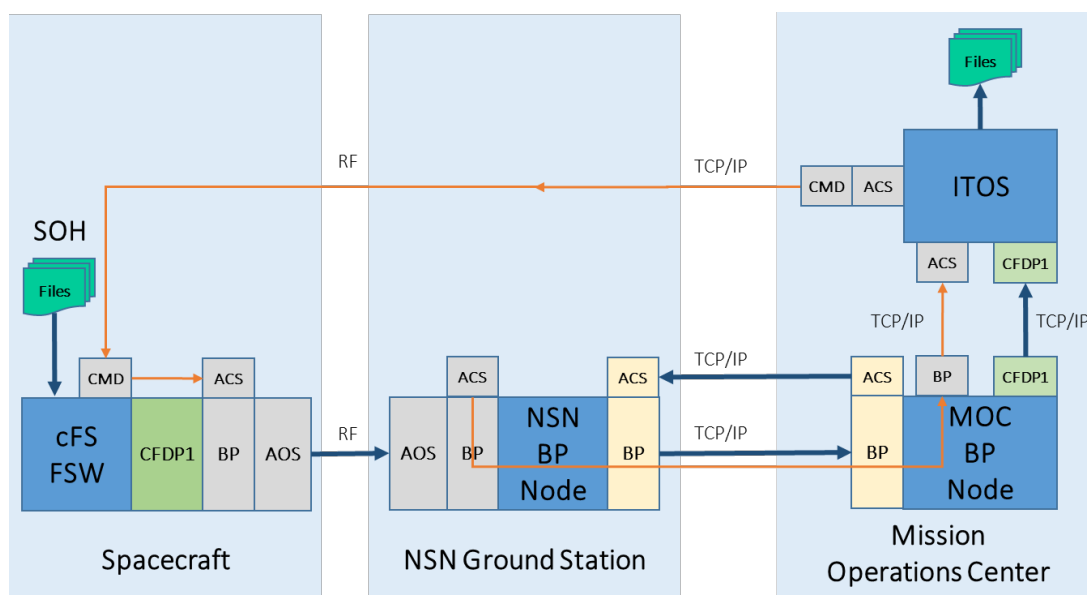 Files
RF
TCP/IP
CMD
ACS
ITOS
SOH
Files
ACS
CFDP1
TCP/IP
TCP/IP
TCP/IP
CMD
ACS
ACS
ACS
ACS
BP
CFDP1
cFS
FSW
CFDP1
BP
AOS
RF
AOS
BP
NSN
BP
Node
BP
TCP/IP
BP
MOC
BP
Node
Spacecraft
NSN Ground Station
Mission
Operations Center